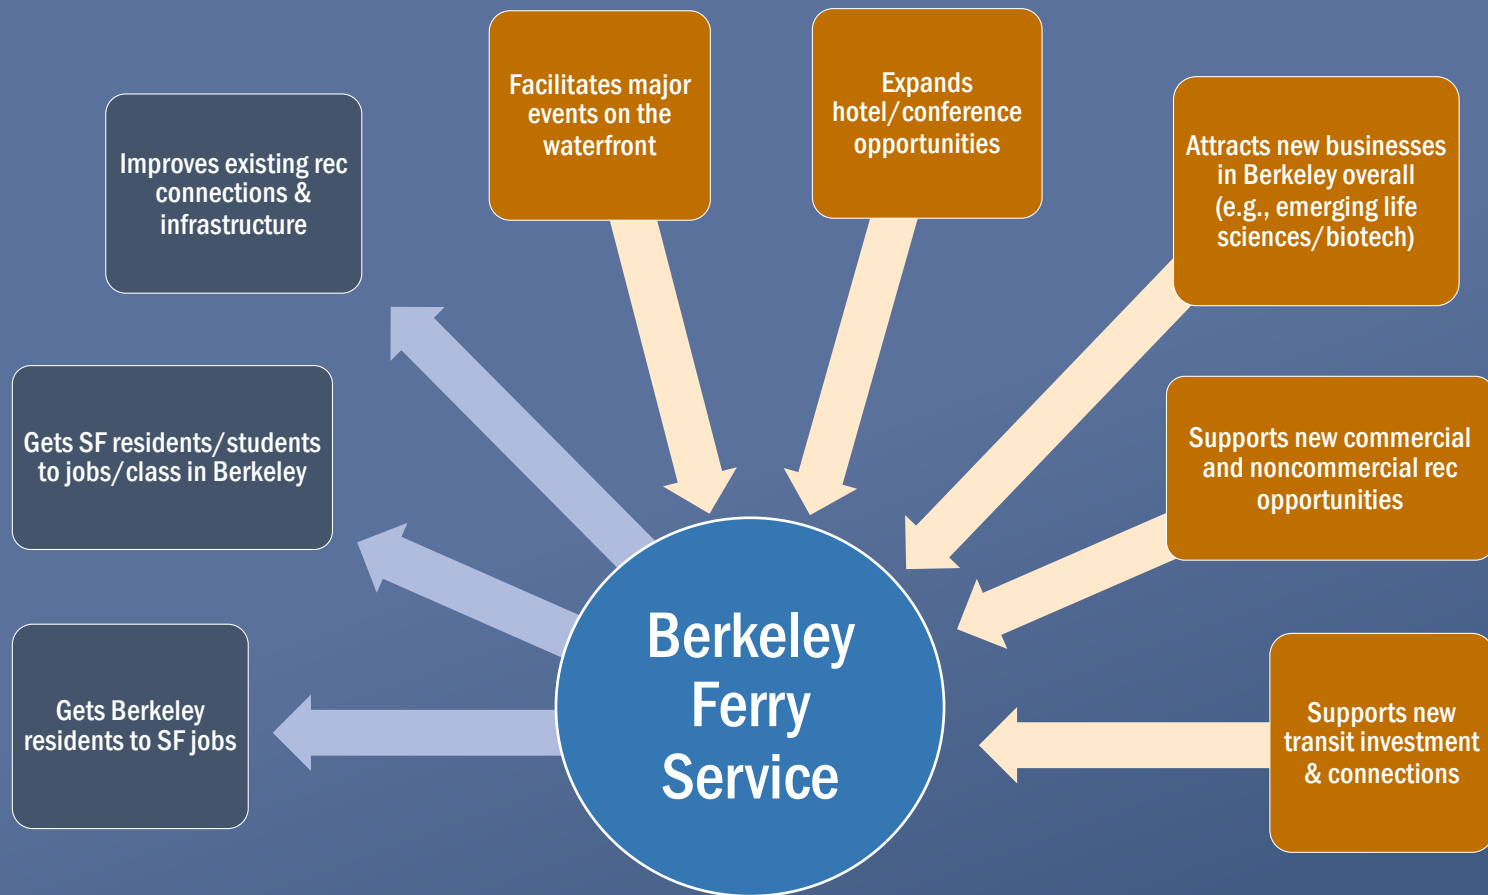 Facilitates major
events on the
waterfront
Expands
hotel/conference
opportunities
Improves existing rec
connections &
infrastructure
Attracts new businesses
in Berkeley overall
(e.g., emerging life
sciences/biotech)
Gets SF residents/students
to jobs/class in Berkeley
Supports new commercial
and noncommercial rec
opportunities
Gets Berkeley
residents to SF jobs
Berkeley
Ferry
Service
Supports new
transit investment
& connections